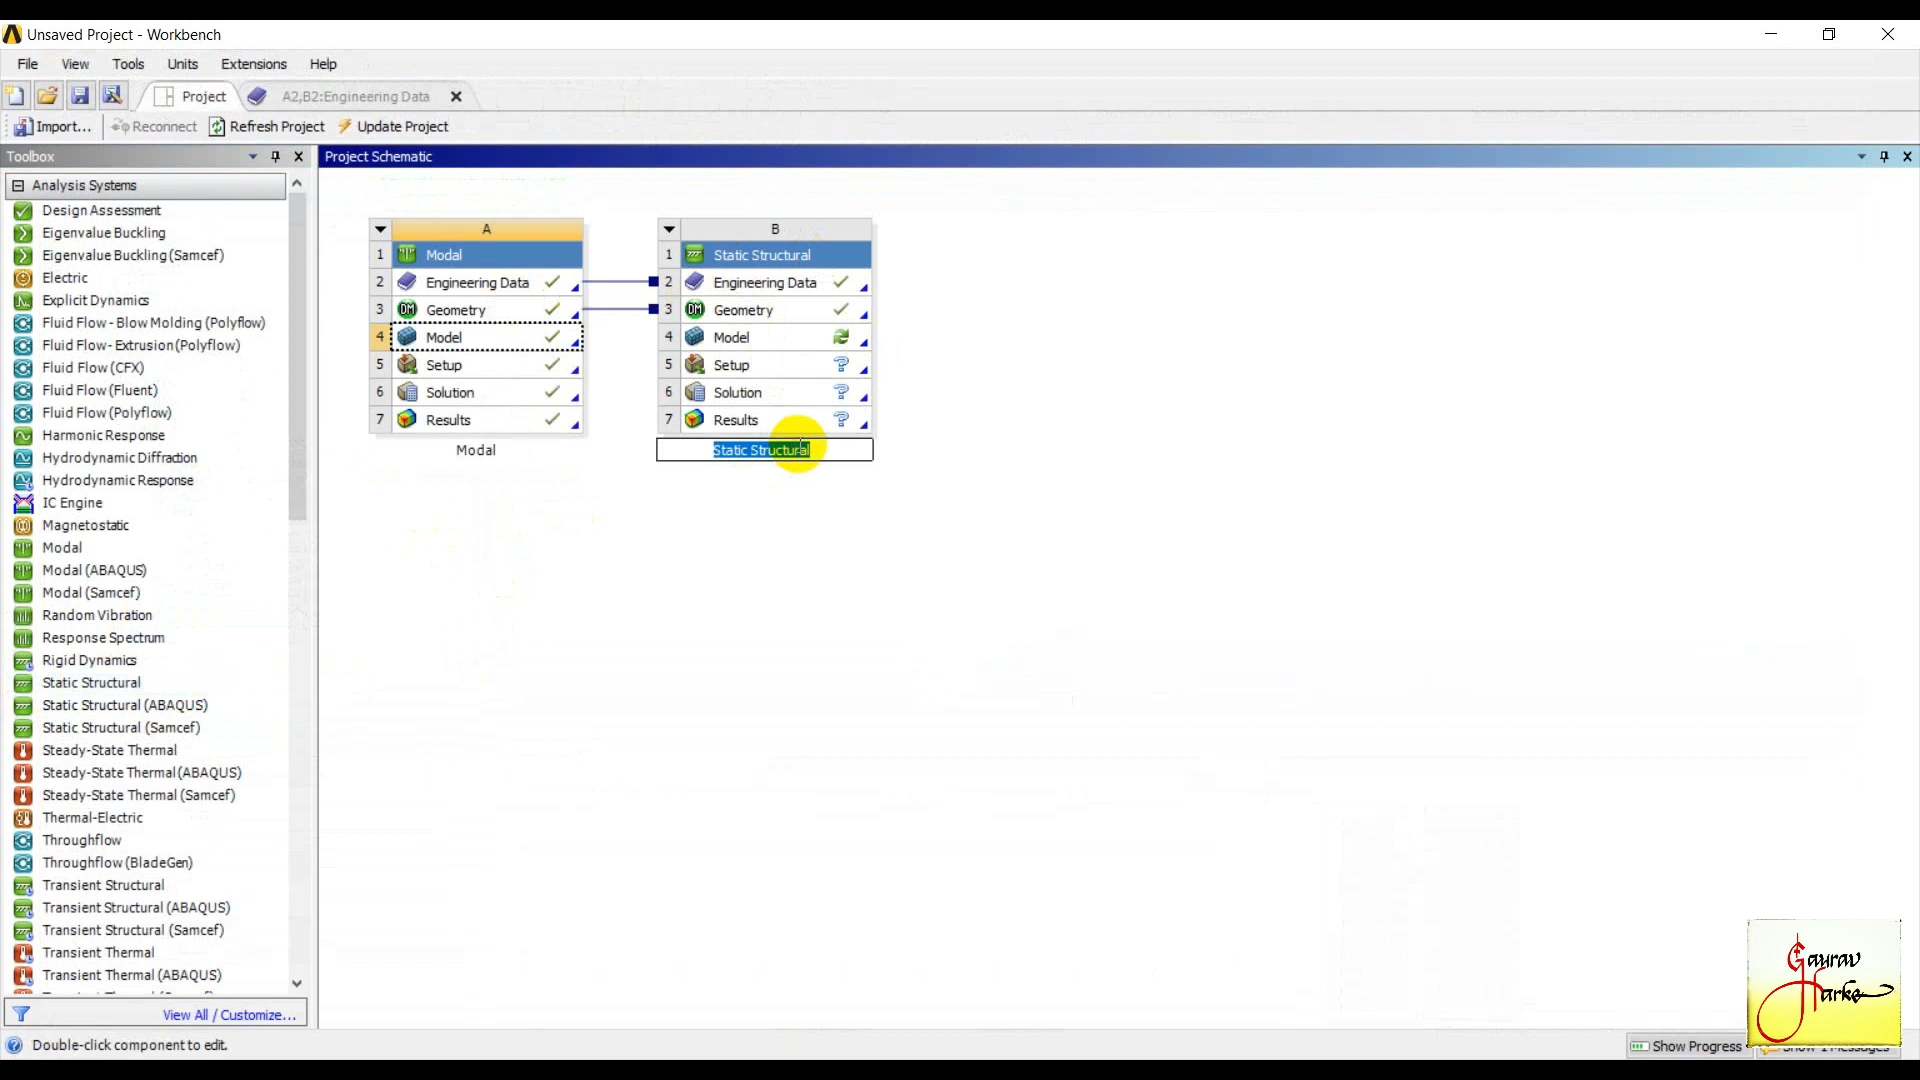 Unsaved Project - Workbench
File View Tools Units Extensions Help
Project A2,B2:Engineering Data
Import... Reconnect Refresh Project Update Project
Toolbox
Analysis Systems
Design Assessment
Eigenvalue Buckling
Eigenvalue Buckling (Samcef)
Electric
Explicit Dynamics
Fluid Flow - Blow Molding (Polyflow)
Fluid Flow- Extrusion (Polyflow)
Fluid Flow (CFX)
Fluid Flow (Fluent)
Fluid Flow (Polyflow)
Harmonic Response
Hydrodynamic Diffraction
Hydrodynamic Response
IC Engine
Magnetostatic
Modal
Modal (ABAQUS)
Modal (Samcef)
Random Vibration
Response Spectrum
Rigid Dynamics
Static Structural
Static Structural (ABAQUS)
Static Structural (Samcef)
Steady-State Thermal
Steady-State Thermal (ABAQUS)
Steady-State Thermal (Samcef)
Thermal-Electric
Throughflow
Throughflow (BladeGen)
Transient Structural
Transient Structural (ABAQUS)
Transient Structural (Samcef)
Transient Thermal
Transient Thermal (ABAQUS)
View All / Customize...
Project Schematic
A
1 Modal
2 Engineering Data
3 DM Geometry
4 Model
5 Setup
6 Solution
7 Results
Modal
B
1 Static Structural
2 Engineering Data
3 DM Geometry
4 Model
5 Setup
6 Solution
7 Results
Static Structural
Gaurav
Harke
Double-click component to edit.
Show Progress